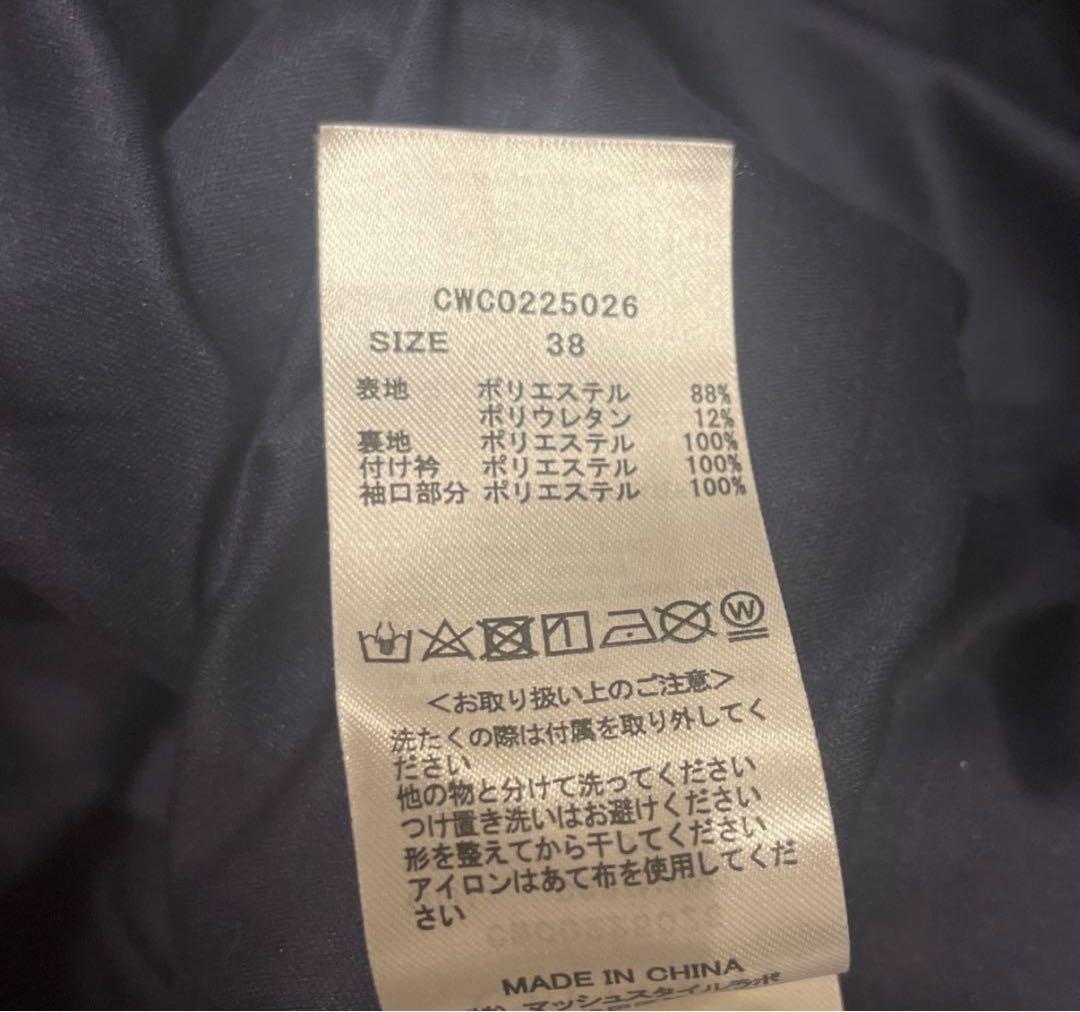 CWCO225026
SIZE 38
表地 ポリエステル 88%
ポリウレタン 12%
裏地 ポリエステル 100%
付け衿 ポリエステル 100%
袖口部分 ポリエステル 100%
W
<お取り扱い上のご注意>
洗たくの際は付属を取り外してく
ださい
他の物と分けて洗ってください
つけ置き洗いはお避けください
形を整えてから干してください
アイロンはあて布を使用してくだ
さい
MADE IN CHINA
マッシュスタイルラボ